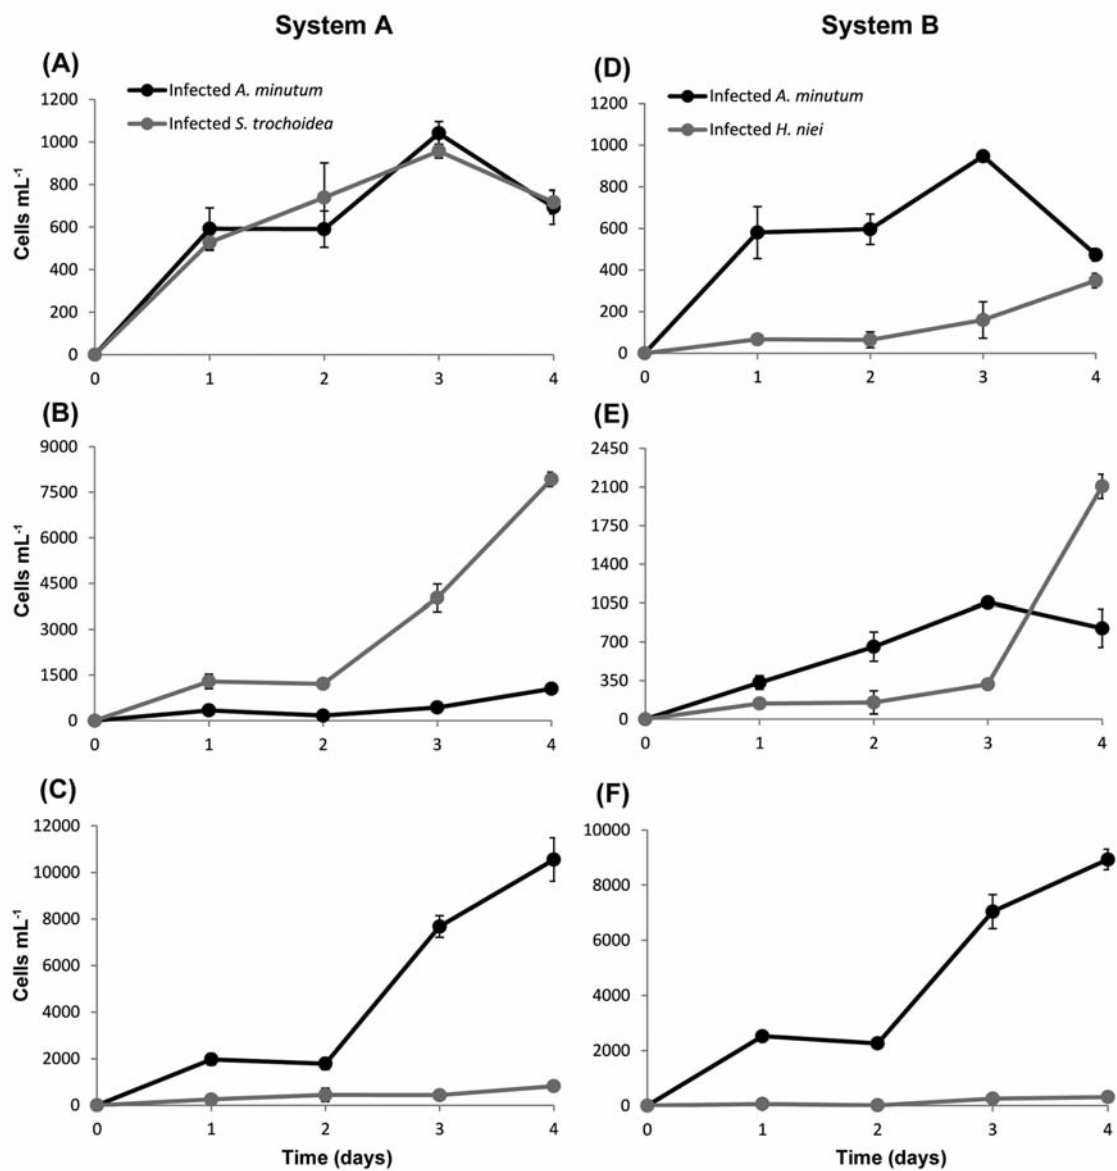 System A
System B
(A)
Infected A. minutum
Infected S. trochoidea
Cells mL-1
1200
1000
800
600
400
200
0
0 1 2 3 4
(D)
Infected A. minutum
Infected H. niei
1200
1000
800
600
400
200
0
0 1 2 3 4
(B)
Cells mL-1
9000
7500
6000
4500
3000
1500
0
0 1 2 3 4
(E)
2450
2100
1750
1400
1050
700
350
0
0 1 2 3 4
(C)
Cells mL-1
12000
10000
8000
6000
4000
2000
0
0 1 2 3 4
Time (days)
(F)
10000
8000
6000
4000
2000
0
0 1 2 3 4
Time (days)